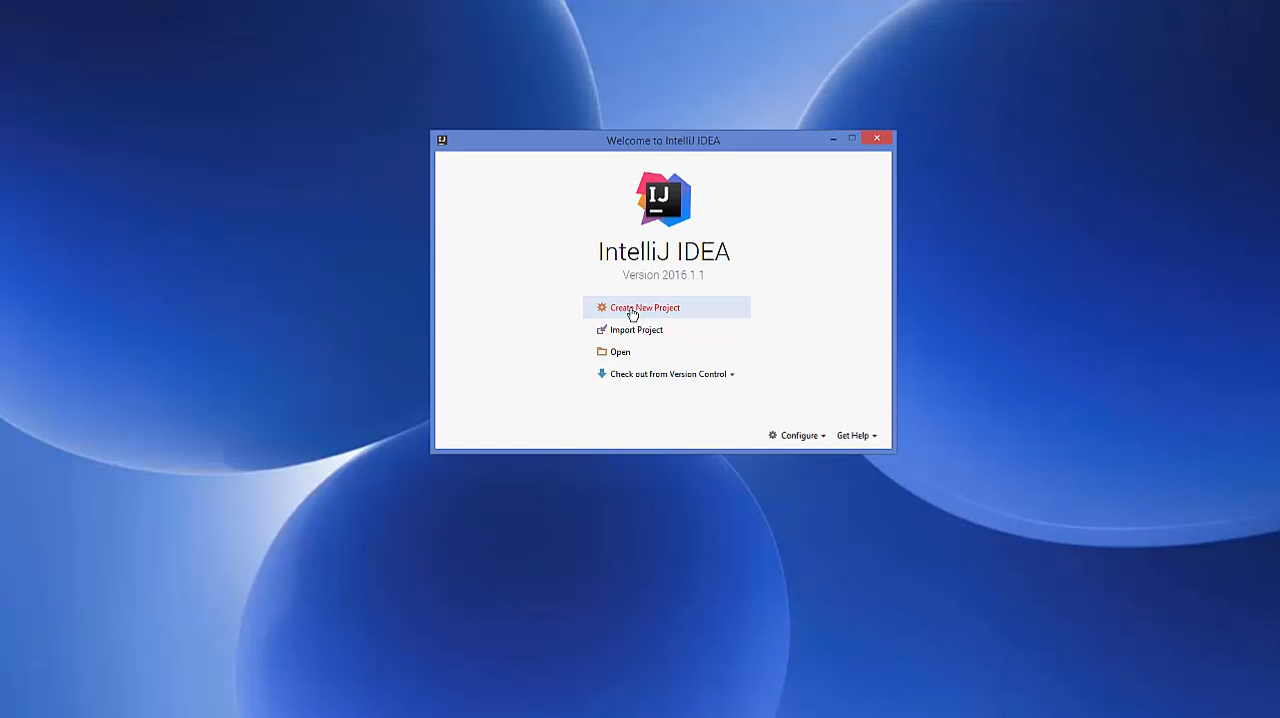 Welcome to IntelliJ IDEA
IJ
IntelliJ IDEA
Version 2016.1.1
Create New Project
Import Project
Open
Check out from Version Control
Configure
Get Help